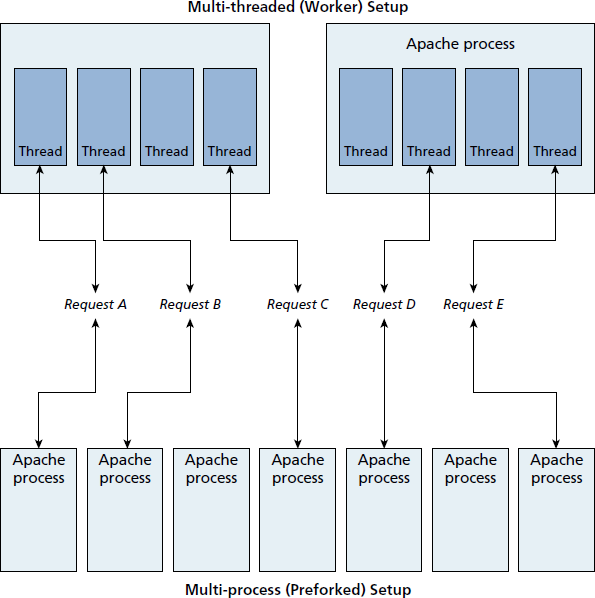 Multi-threaded (Worker) Setup
Apache process
Thread Thread Thread Thread Thread Thread Thread Thread
Request A Request B Request C Request D Request E
Apache Apache Apache Apache Apache Apache Apache
process process process process process process process
Multi-process (Preforked) Setup